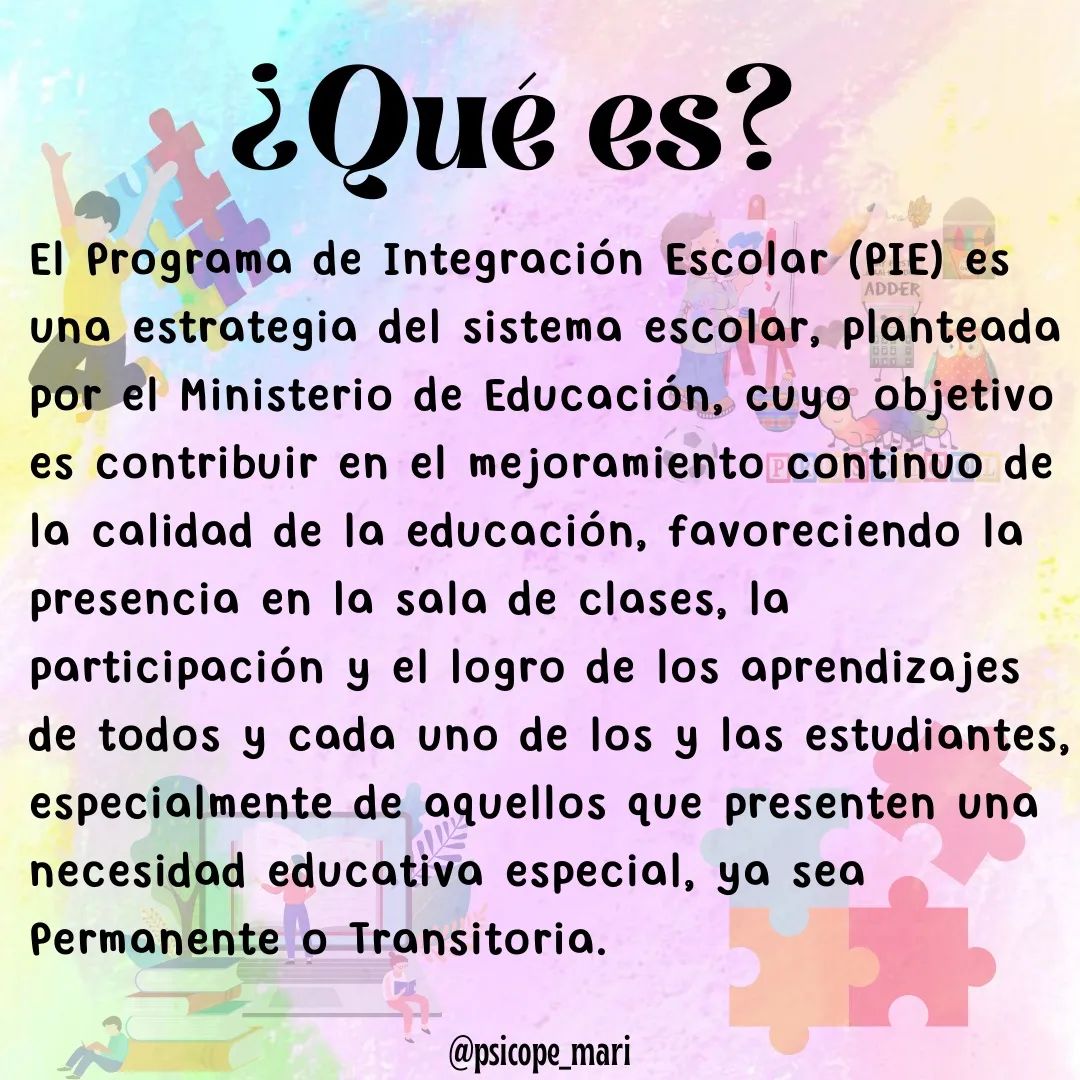 ¿Qué es?
El Programa de Integración Escolar (PIE) es
una estrategia del sistema escolar, planteada
por el Ministerio de Educación, cuyo objetivo
es contribuir en el mejoramiento continuo de
la calidad de la educación, favoreciendo la
presencia en la sala de clases, la
participación y el logro de los aprendizajes
de todos y cada uno de los y las estudiantes,
especialmente de aquellos que presenten una
necesidad educativa especial, ya sea
Permanente o Transitoria.
ADDER
@psicope_mari